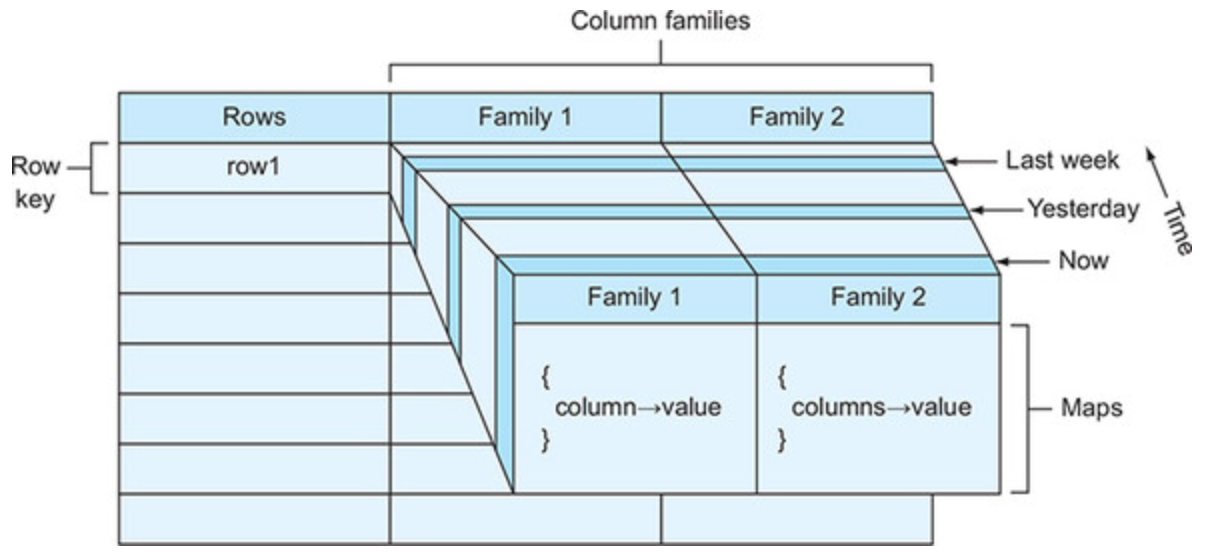 Column families
Rows
Family 1
Family 2
Row
key
row1
Last week
Yesterday
Now
Time
Family 1
Family 2
{
column→value
}
{
columns→value
}
Maps